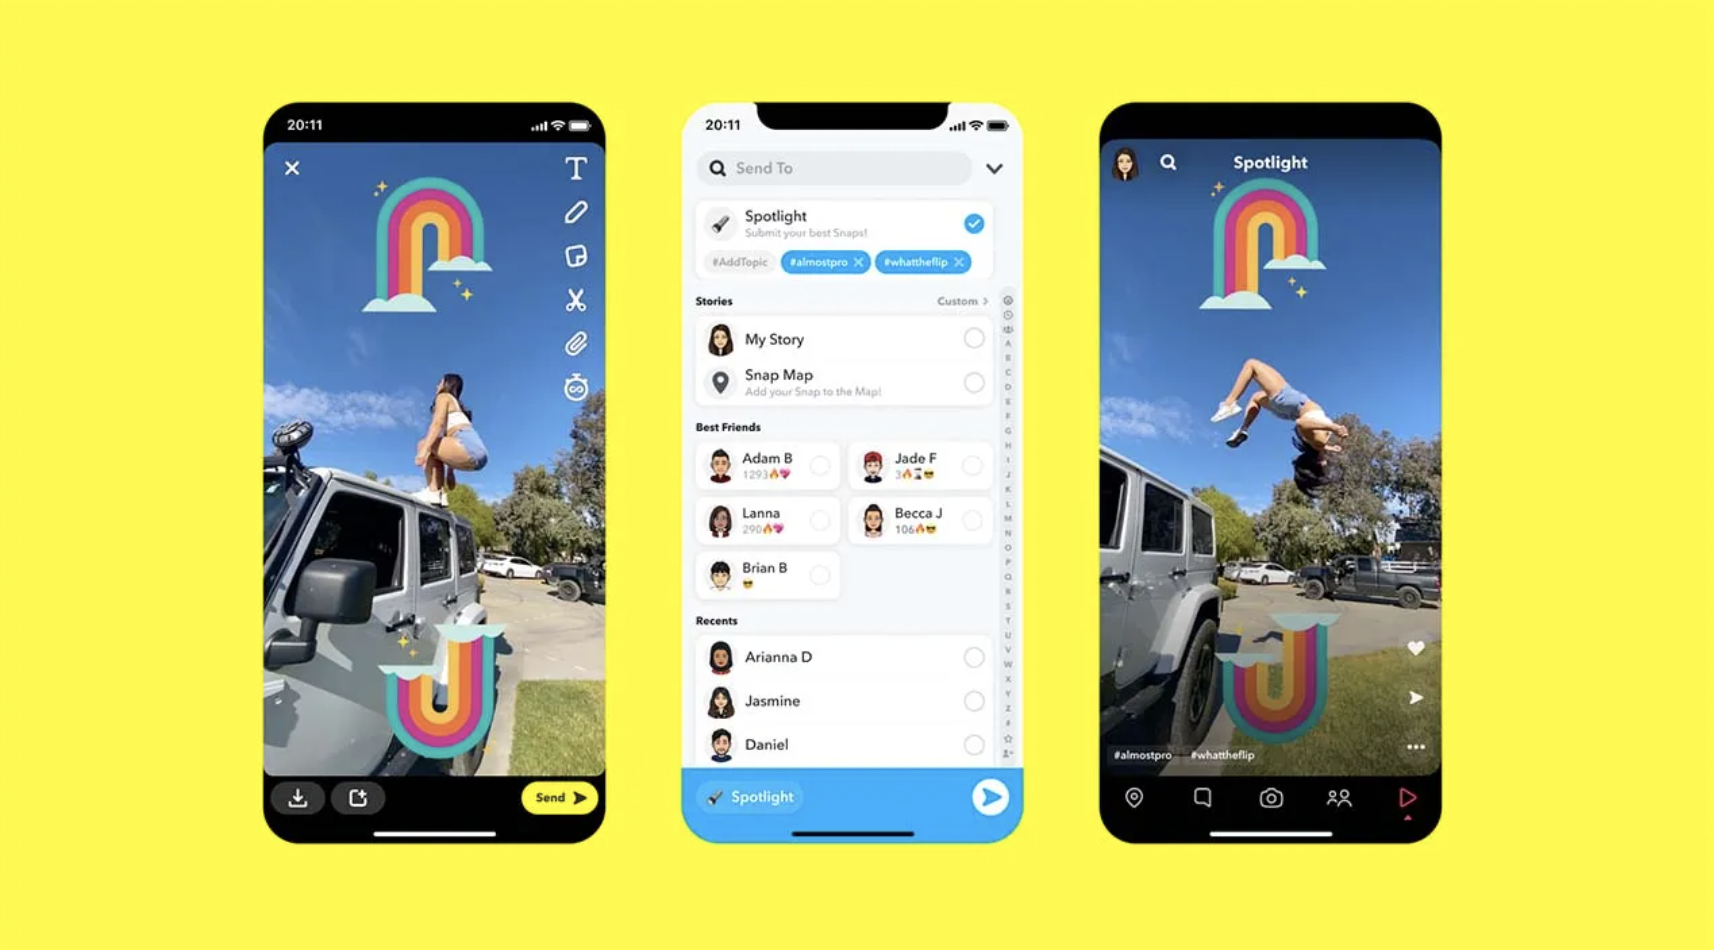 20:11
Send
20:11
Send To
Spotlight
Submit your best Snaps!
#AddTopic #almostpro #whattheflip
Stories Custom
My Story
Snap Map
Add your Snap to the Map!
Best Friends
Adam B
1293🔥💖
Jade F
3🔥⌛😎
Lanna
290🔥💖
Becca J
106🔥😎
Brian B
😎
Recents
Arianna D
Jasmine
Daniel
A
B
C
D
E
F
G
H
I
J
K
L
M
N
O
P
Q
R
S
T
U
V
W
X
Y
Z
#
Spotlight
Spotlight
#almostpro #whattheflip